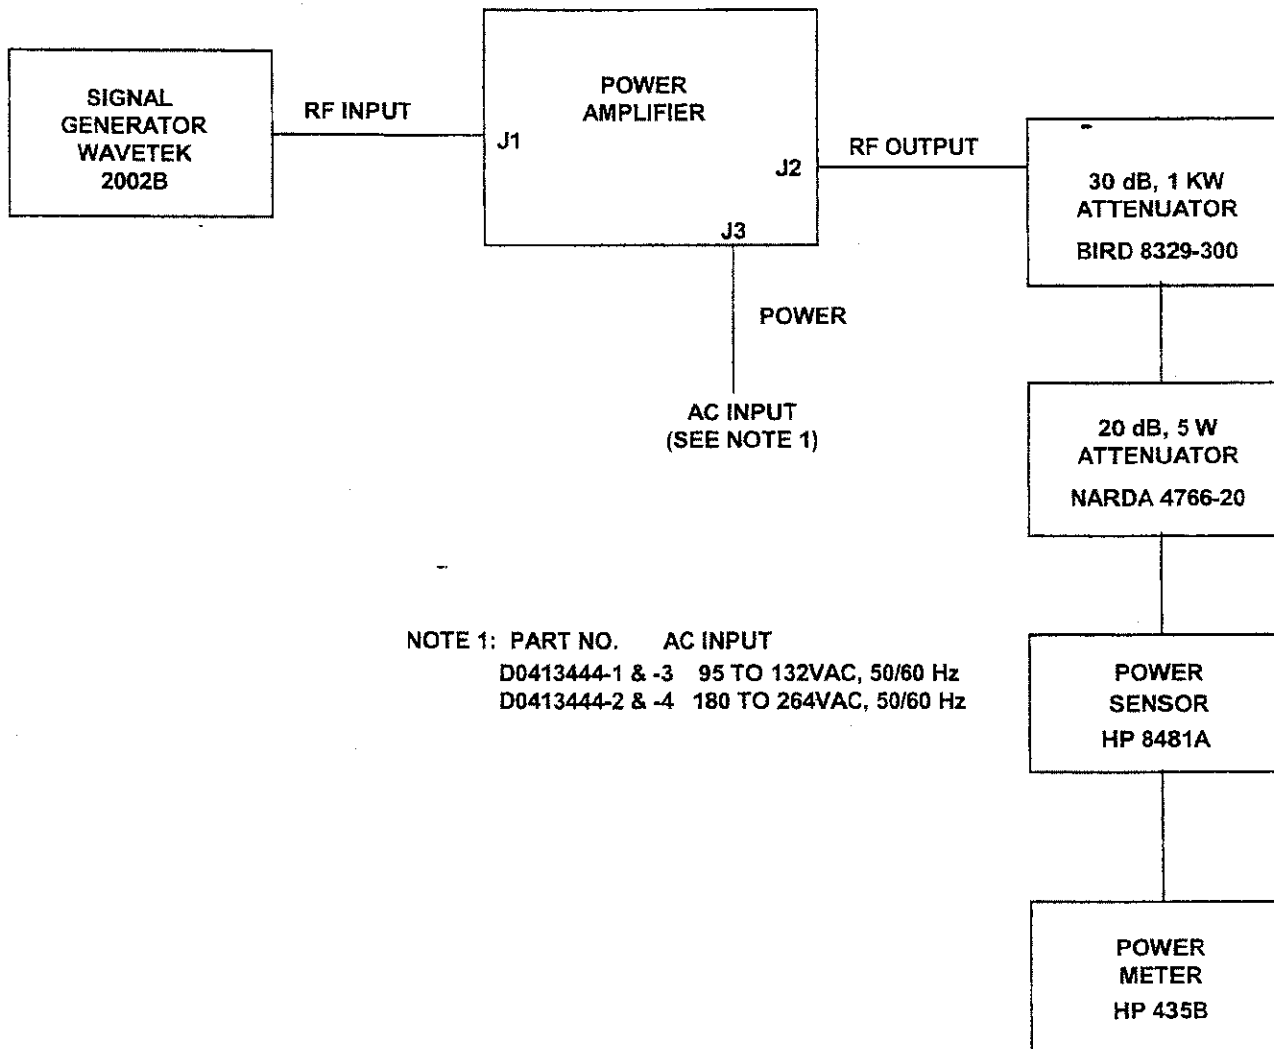 SIGNAL
GENERATOR
WAVETEK
2002B
RF INPUT
POWER
AMPLIFIER
J1
J2
J3
RF OUTPUT
30 dB, 1 KW
ATTENUATOR
BIRD 8329-300
POWER
AC INPUT
(SEE NOTE 1)
20 dB, 5 W
ATTENUATOR
NARDA 4766-20
NOTE 1: PART NO. AC INPUT
D0413444-1 & -3 95 TO 132VAC, 50/60 Hz
D0413444-2 & -4 180 TO 264VAC, 50/60 Hz
POWER
SENSOR
HP 8481A
POWER
METER
HP 435B